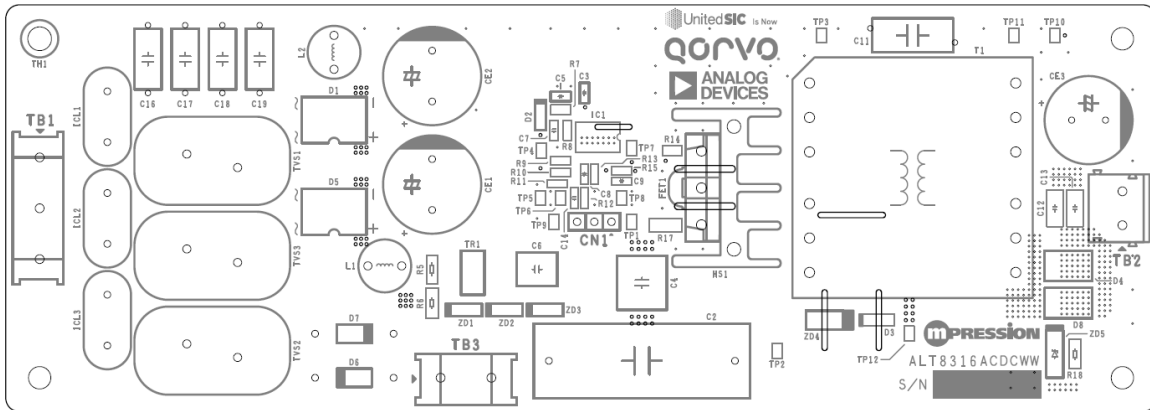 UnitedSIC is Now
QORVO
ANALOG
DEVICES
TH1
C16
C17
C18
C19
L2
CE2
D1
TVS1
ICL1
TB1
D5
CE1
ICL2
TVS3
L1
ICL3
TVS2
R5
R6
TR1
ZD1
ZD2
ZD3
D7
D6
TB3
C6
C4
C2
TP2
R7
C5
C3
D2
IC1
C7
R8
TP4
TP7
R9
R10
R11
R13
R15
C9
C8
R12
TP5
TP6
TP8
TP9
C14
CN1
TP1
R14
FET1
R17
HS1
TP3
C11
T1
TP11
TP10
CE3
C13
C12
TB2
D4
D8
ZD5
R18
ZD4
D3
TP12
mpression
ALT8316ACDCWW
S/N